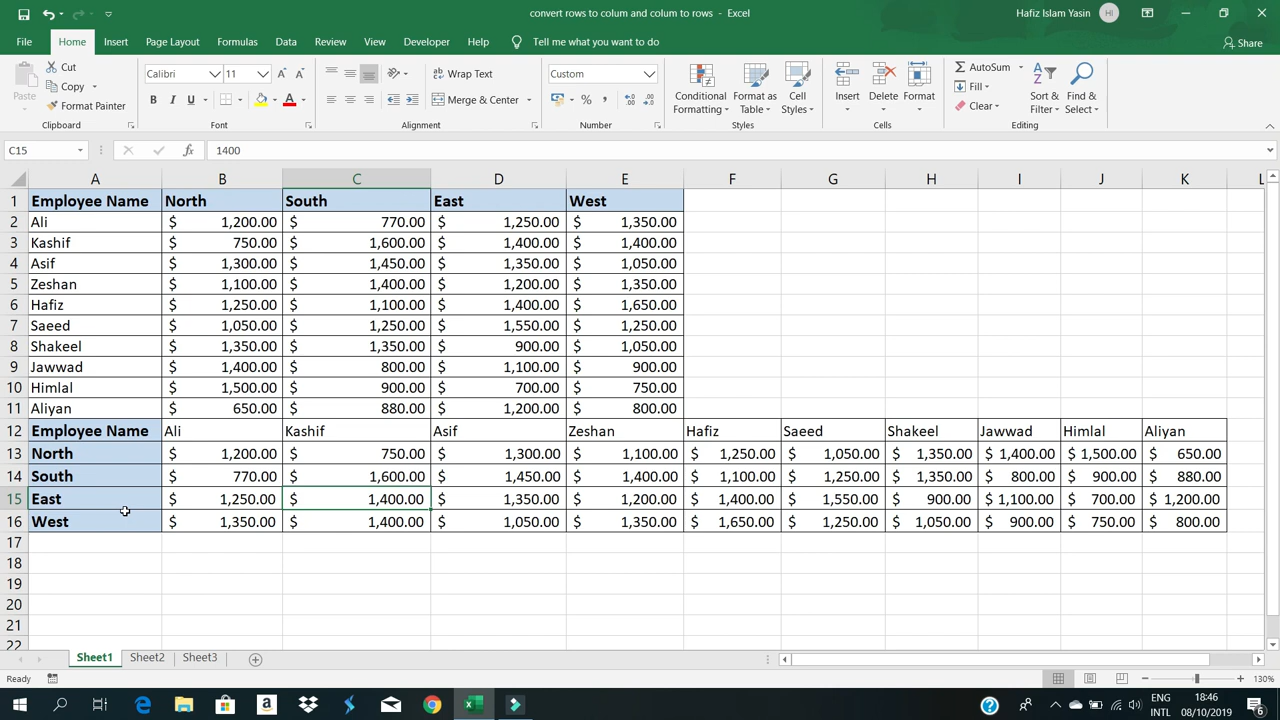 convert rows to colum and colum to rows - Excel
Hafiz Islam Yasin
HI
File
Home
Insert
Page Layout
Formulas
Data
Review
View
Developer
Help
Tell me what you want to do
Share
Paste
Cut
Copy
Format Painter
Clipboard
Calibri
11
B I U
A
Font
Wrap Text
Merge & Center
Alignment
Custom
%
Number
Conditional Formatting
Format as Table
Cell Styles
Styles
Insert
Delete
Format
Cells
AutoSum
Fill
Clear
Sort & Filter
Find & Select
Editing
C15
fx
1400
A B C D E F G H I J K L
1 Employee Name North South East West
2 Ali $ 1,200.00 $ 770.00 $ 1,250.00 $ 1,350.00
3 Kashif $ 750.00 $ 1,600.00 $ 1,400.00 $ 1,400.00
4 Asif $ 1,300.00 $ 1,450.00 $ 1,350.00 $ 1,050.00
5 Zeshan $ 1,100.00 $ 1,400.00 $ 1,200.00 $ 1,350.00
6 Hafiz $ 1,250.00 $ 1,100.00 $ 1,400.00 $ 1,650.00
7 Saeed $ 1,050.00 $ 1,250.00 $ 1,550.00 $ 1,250.00
8 Shakeel $ 1,350.00 $ 1,350.00 $ 900.00 $ 1,050.00
9 Jawwad $ 1,400.00 $ 800.00 $ 1,100.00 $ 900.00
10 Himlal $ 1,500.00 $ 900.00 $ 700.00 $ 750.00
11 Aliyan $ 650.00 $ 880.00 $ 1,200.00 $ 800.00
12 Employee Name Ali Kashif Asif Zeshan Hafiz Saeed Shakeel Jawwad Himlal Aliyan
13 North $ 1,200.00 $ 750.00 $ 1,300.00 $ 1,100.00 $ 1,250.00 $ 1,050.00 $ 1,350.00 $ 1,400.00 $ 1,500.00 $ 650.00
14 South $ 770.00 $ 1,600.00 $ 1,450.00 $ 1,400.00 $ 1,100.00 $ 1,250.00 $ 1,350.00 $ 800.00 $ 900.00 $ 880.00
15 East $ 1,250.00 $ 1,400.00 $ 1,350.00 $ 1,200.00 $ 1,400.00 $ 1,550.00 $ 900.00 $ 1,100.00 $ 700.00 $ 1,200.00
16 West $ 1,350.00 $ 1,400.00 $ 1,050.00 $ 1,350.00 $ 1,650.00 $ 1,250.00 $ 1,050.00 $ 900.00 $ 750.00 $ 800.00
17
18
19
20
21
22
Sheet1 Sheet2 Sheet3
Ready
130%
ENG 18:46
INTL 08/10/2019
6